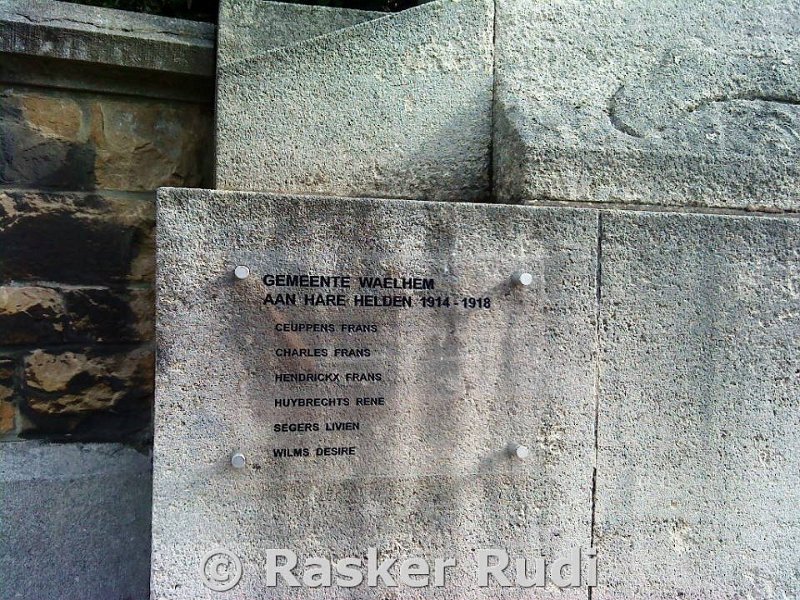 GEMEENTE WAELHEM
AAN HARE HELDEN 1914 - 1918
CEUPPENS FRANS
CHARLES FRANS
HENDRICKX FRANS
HUYBRECHTS RENE
SEGERS LIVIEN
WILMS DESIRE
© Rasker Rudi